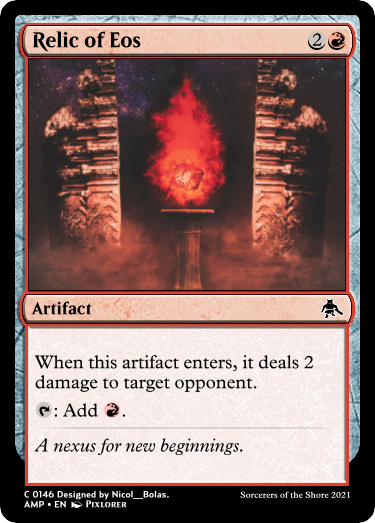 Relic of Eos 2
Artifact
When this artifact enters, it deals 2
damage to target opponent.
: Add .
A nexus for new beginnings.
C 0146 Designed by Nicol__Bolas.
AMP • EN Pixlorer
Sorcerers of the Shore 2021